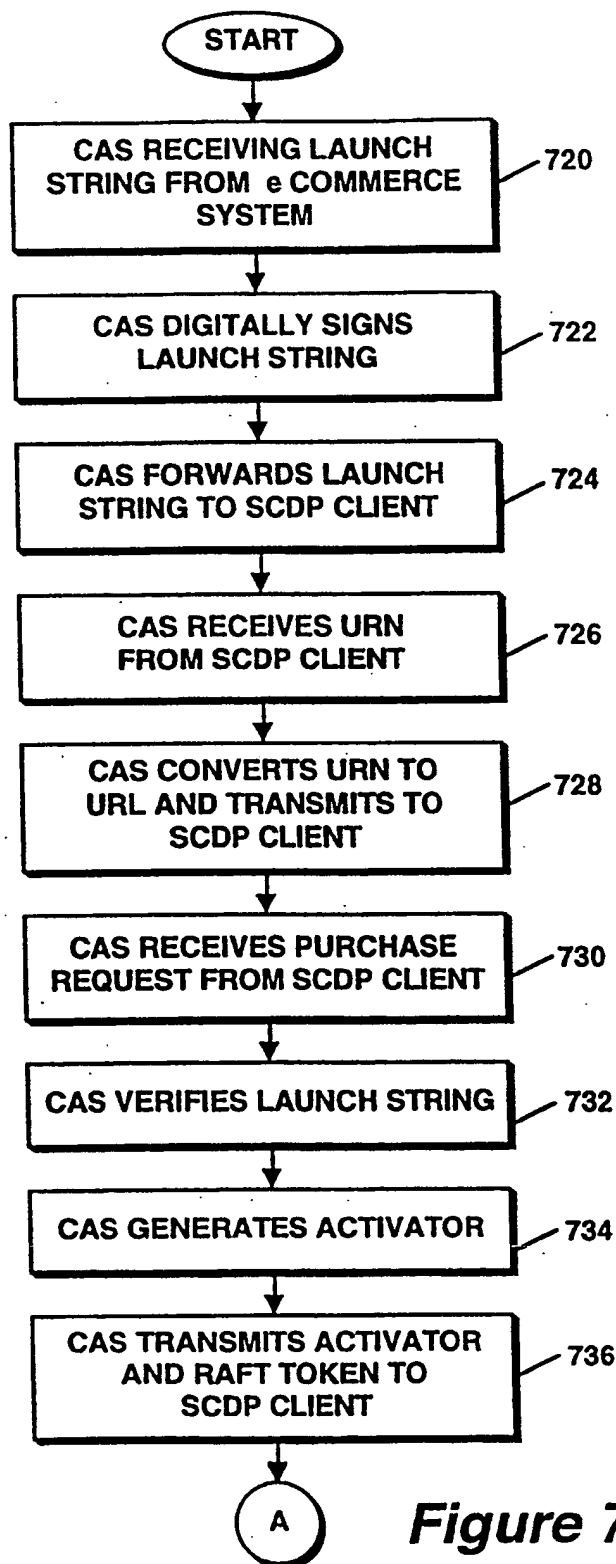 START
CAS RECEIVING LAUNCH
STRING FROM e COMMERCE
SYSTEM
720
CAS DIGITALLY SIGNS
LAUNCH STRING
722
CAS FORWARDS LAUNCH
STRING TO SCDP CLIENT
724
CAS RECEIVES URN
FROM SCDP CLIENT
726
CAS CONVERTS URN TO
URL AND TRANSMITS TO
SCDP CLIENT
728
CAS RECEIVES PURCHASE
REQUEST FROM SCDP CLIENT
730
CAS VERIFIES LAUNCH STRING
732
CAS GENERATES ACTIVATOR
734
CAS TRANSMITS ACTIVATOR
AND RAFT TOKEN TO
SCDP CLIENT
736
A
Figure 7